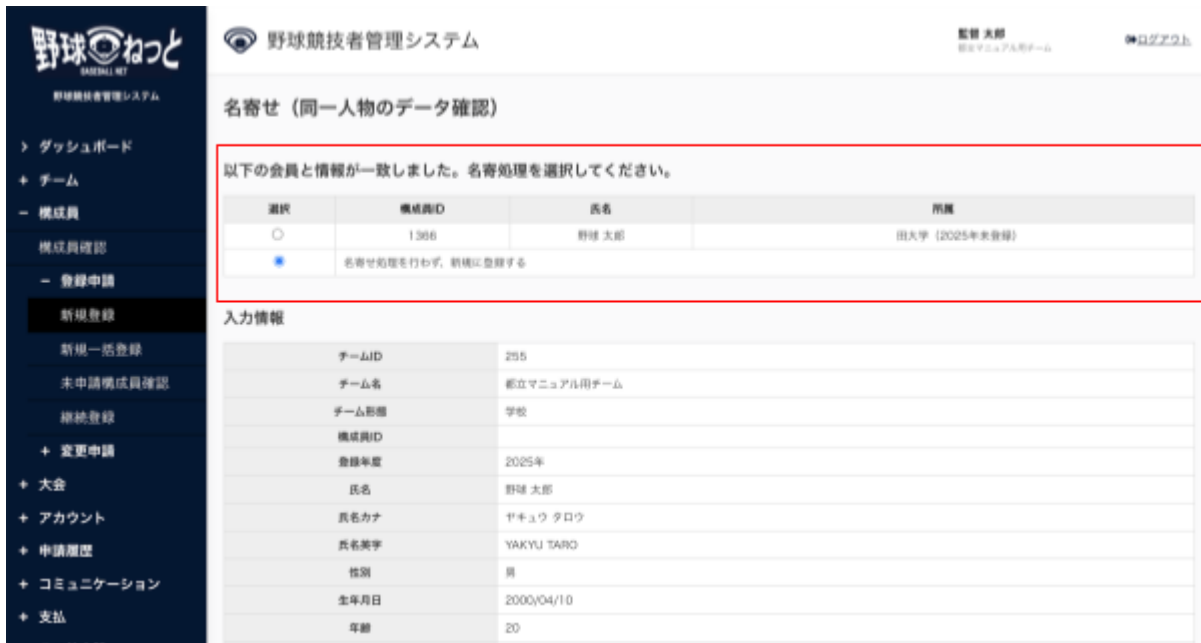 野球ねっと
BASEBALL NET
野球競技者管理システム
野球競技者管理システム
監督 太郎
都立マニュアル用チーム
ログアウト
ダッシュボード
+ チーム
− 構成員
構成員確認
− 登録申請
新規登録
新規一括登録
未申請構成員確認
継続登録
+ 変更申請
+ 大会
+ アカウント
+ 申請履歴
+ コミュニケーション
+ 支払
名寄せ（同一人物のデータ確認）
以下の会員と情報が一致しました。名寄処理を選択してください。
選択 構成員ID 氏名 所属
1366 野球 太郎 田大学（2025年未登録）
名寄せ処理を行わず、新規に登録する
入力情報
チームID 255
チーム名 都立マニュアル用チーム
チーム形態 学校
構成員ID
登録年度 2025年
氏名 野球 太郎
氏名カナ ヤキュウ タロウ
氏名英字 YAKYU TARO
性別 男
生年月日 2000/04/10
年齢 20